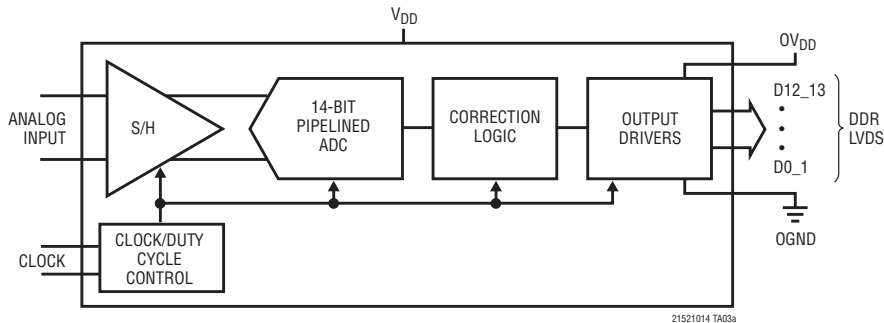 VDD
OVDD
ANALOG
INPUT
S/H
14-BIT
PIPELINED
ADC
CORRECTION
LOGIC
OUTPUT
DRIVERS
D12_13
•
•
•
D0_1
DDR
LVDS
OGND
CLOCK
CLOCK/DUTY
CYCLE
CONTROL
21521014 TA03a